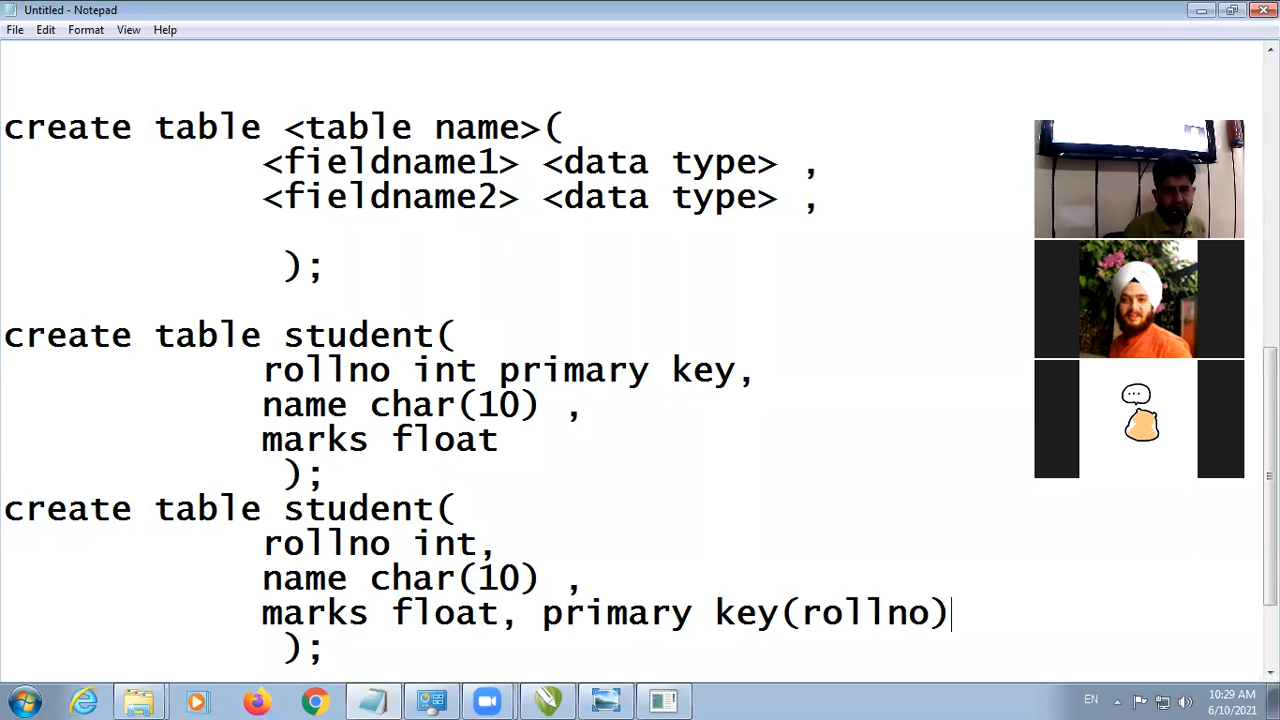 Untitled - Notepad
File Edit Format View Help
create table <table name>(
<fieldname1> <data type> ,
<fieldname2> <data type> ,
);
create table student(
rollno int primary key,
name char(10) ,
marks float
);
create table student(
rollno int,
name char(10) ,
marks float, primary key(rollno)
);
EN
10:29 AM
6/10/2021